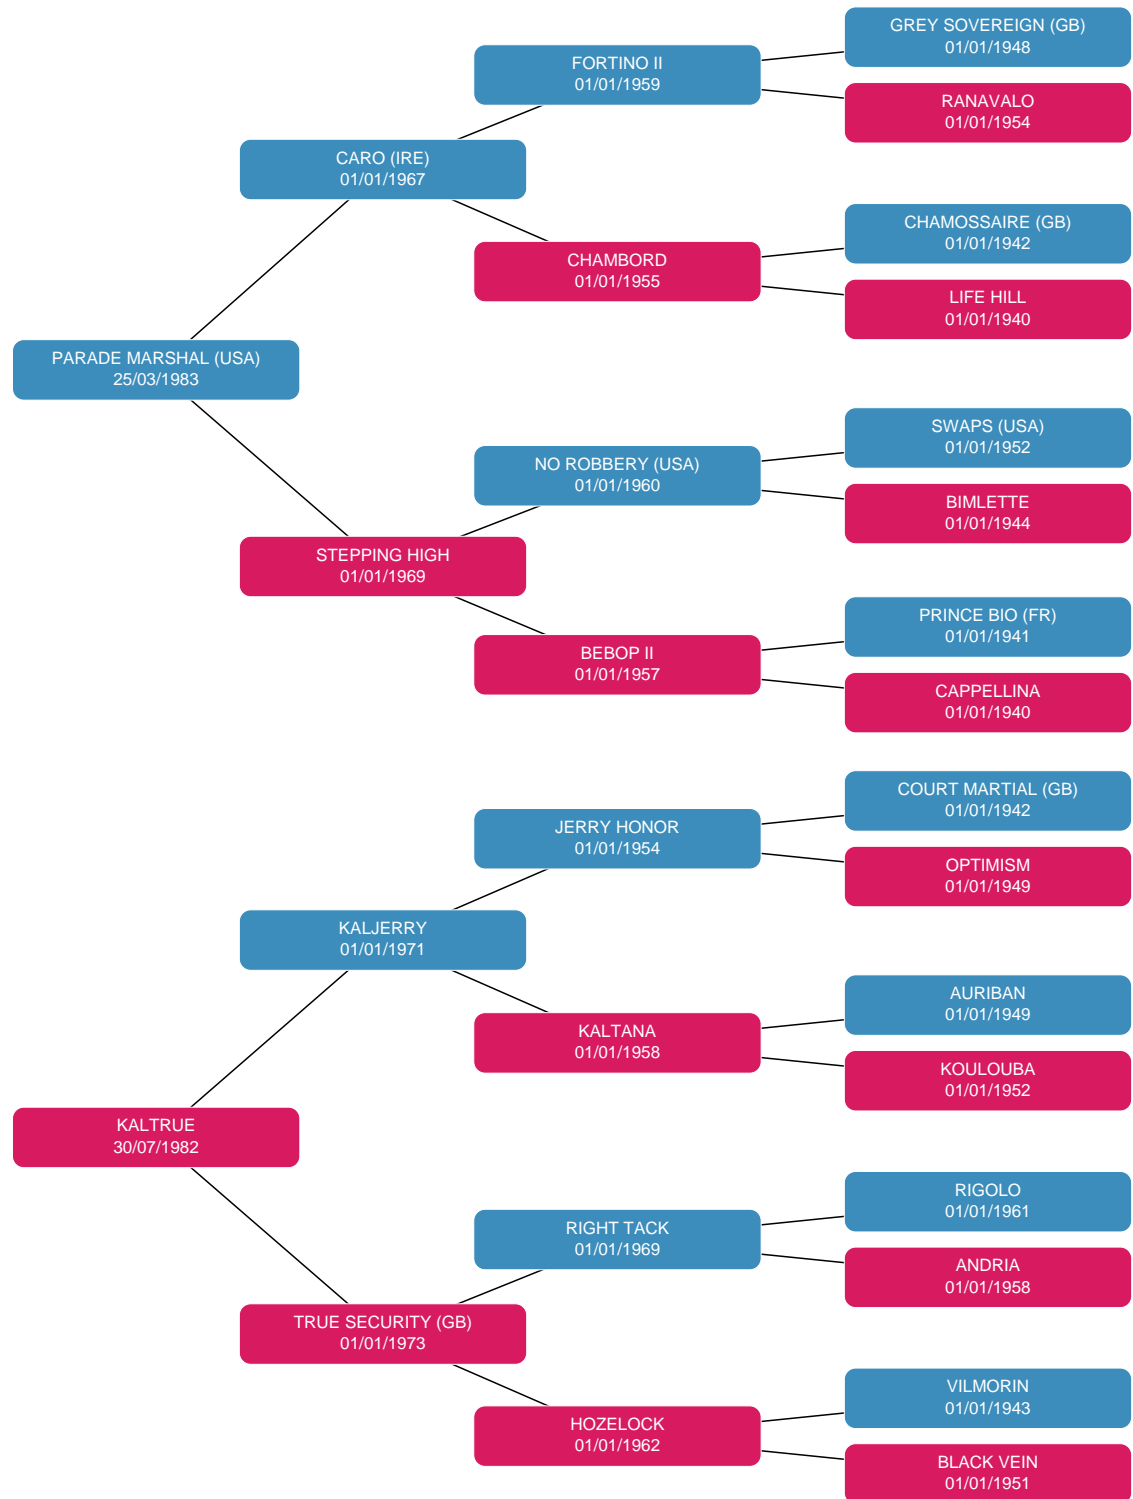 GREY SOVEREIGN (GB)
01/01/1948
FORTINO II
01/01/1959
RANAVALO
01/01/1954
CARO (IRE)
01/01/1967
CHAMOSSAIRE (GB)
01/01/1942
CHAMBORD
01/01/1955
LIFE HILL
01/01/1940
PARADE MARSHAL (USA)
25/03/1983
SWAPS (USA)
01/01/1952
NO ROBBERY (USA)
01/01/1960
BIMLETTE
01/01/1944
STEPPING HIGH
01/01/1969
PRINCE BIO (FR)
01/01/1941
BEBOP II
01/01/1957
CAPPELLINA
01/01/1940
COURT MARTIAL (GB)
01/01/1942
JERRY HONOR
01/01/1954
OPTIMISM
01/01/1949
KALJERRY
01/01/1971
AURIBAN
01/01/1949
KALTANA
01/01/1958
KOULOUBA
01/01/1952
KALTRUE
30/07/1982
RIGOLO
01/01/1961
RIGHT TACK
01/01/1969
ANDRIA
01/01/1958
TRUE SECURITY (GB)
01/01/1973
VILMORIN
01/01/1943
HOZELOCK
01/01/1962
BLACK VEIN
01/01/1951